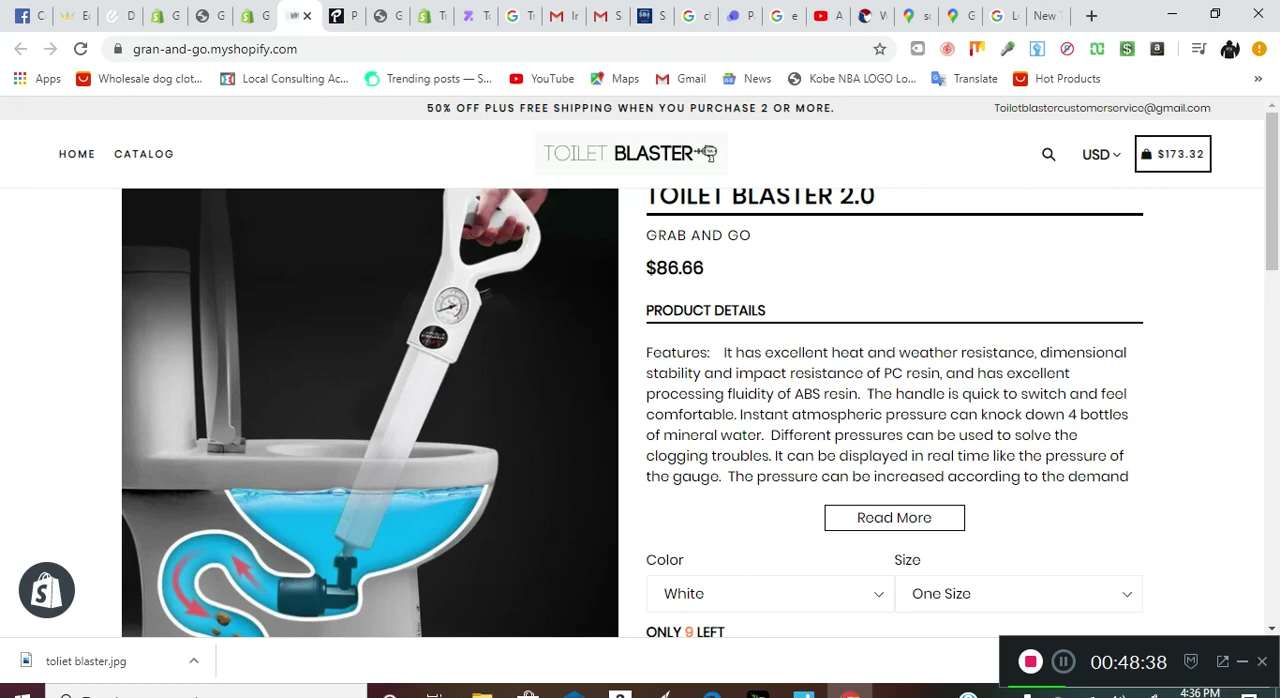 gran-and-go.myshopify.com
Apps
Wholesale dog clot...
Local Consulting Ac...
Trending posts — S...
YouTube
Maps
Gmail
News
Kobe NBA LOGO Lo...
Translate
Hot Products
50% OFF PLUS FREE SHIPPING WHEN YOU PURCHASE 2 OR MORE.
Toiletblastercustomerservice@gmail.com
HOME
CATALOG
TOILET BLASTER
USD
$173.32
TOILET BLASTER 2.0
GRAB AND GO
$86.66
PRODUCT DETAILS
Features: It has excellent heat and weather resistance, dimensional
stability and impact resistance of PC resin, and has excellent
processing fluidity of ABS resin. The handle is quick to switch and feel
comfortable. Instant atmospheric pressure can knock down 4 bottles
of mineral water. Different pressures can be used to solve the
clogging troubles. It can be displayed in real time like the pressure of
the gauge. The pressure can be increased according to the demand
Read More
Color
Size
White
One Size
ONLY 9 LEFT
toliet blaster.jpg
00:48:38
4:36 PM